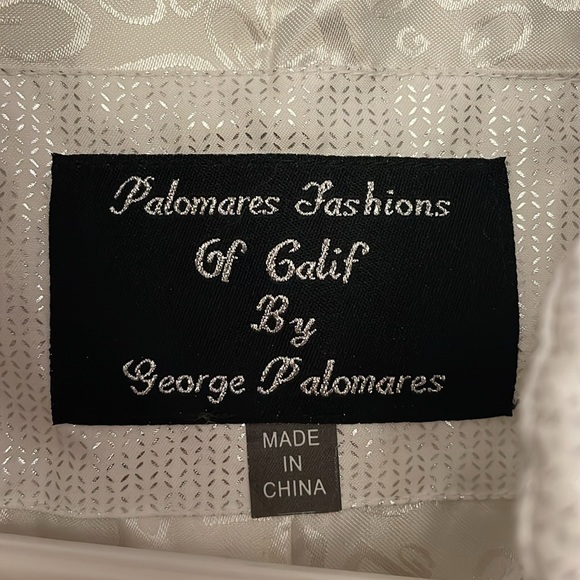 Palomares Fashions
Of Calif
By
George Palomares
MADE
IN
CHINA